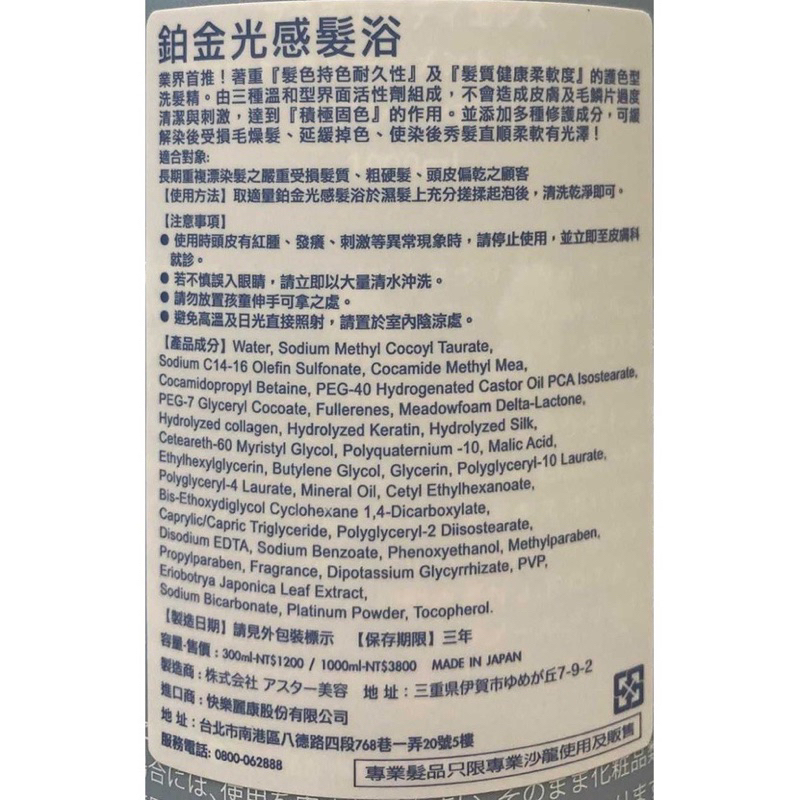 鉑金光感髮浴
業界首推！著重『髮色持色耐久性』及『髮質健康柔軟度』的護色型
洗髮精。由三種溫和型界面活性劑組成，不會造成皮膚及毛鱗片過度
清潔與刺激，達到『積極固色』的作用。並添加多種修護成分，可緩
解染後受損毛燥髮、延緩掉色、使染後秀髮直順柔軟有光澤！
適合對象:
長期重複漂染髮之嚴重受損髮質、粗硬髮、頭皮偏乾之顧客
【使用方法】取適量鉑金光感髮浴於濕髮上充分搓揉起泡後，清洗乾淨即可。
【注意事項】
● 使用時頭皮有紅腫、發癢、刺激等異常現象時，請停止使用，並立即至皮膚科
就診。
● 若不慎誤入眼睛，請立即以大量清水沖洗。
● 請勿放置孩童伸手可拿之處。
● 避免高溫及日光直接照射，請置於室內陰涼處。
【產品成分】Water, Sodium Methyl Cocoyl Taurate,
Sodium C14-16 Olefin Sulfonate, Cocamide Methyl Mea,
Cocamidopropyl Betaine, PEG-40 Hydrogenated Castor Oil PCA Isostearate,
PEG-7 Glyceryl Cocoate, Fullerenes, Meadowfoam Delta-Lactone,
Hydrolyzed collagen, Hydrolyzed Keratin, Hydrolyzed Silk,
Ceteareth-60 Myristyl Glycol, Polyquaternium -10, Malic Acid,
Ethylhexylglycerin, Butylene Glycol, Glycerin, Polyglyceryl-10 Laurate,
Polyglyceryl-4 Laurate, Mineral Oil, Cetyl Ethylhexanoate,
Bis-Ethoxydiglycol Cyclohexane 1,4-Dicarboxylate,
Caprylic/Capric Triglyceride, Polyglyceryl-2 Diisostearate,
Disodium EDTA, Sodium Benzoate, Phenoxyethanol, Methylparaben,
Propylparaben, Fragrance, Dipotassium Glycyrrhizate, PVP,
Eriobotrya Japonica Leaf Extract,
Sodium Bicarbonate, Platinum Powder, Tocopherol.
【製造日期】請見外包裝標示 【保存期限】三年
容量·售價：300ml-NT$1200 / 1000ml-NT$3800 MADE IN JAPAN
製造商：株式会社 アスター美容 地址：三重県伊賀市ゆめが丘7-9-2
進口商：快樂麗康股份有限公司
地址：台北市南港區八德路四段768巷一弄20號5樓
服務電話: 0800-062888
專業髮品只限專業沙龍使用及販售